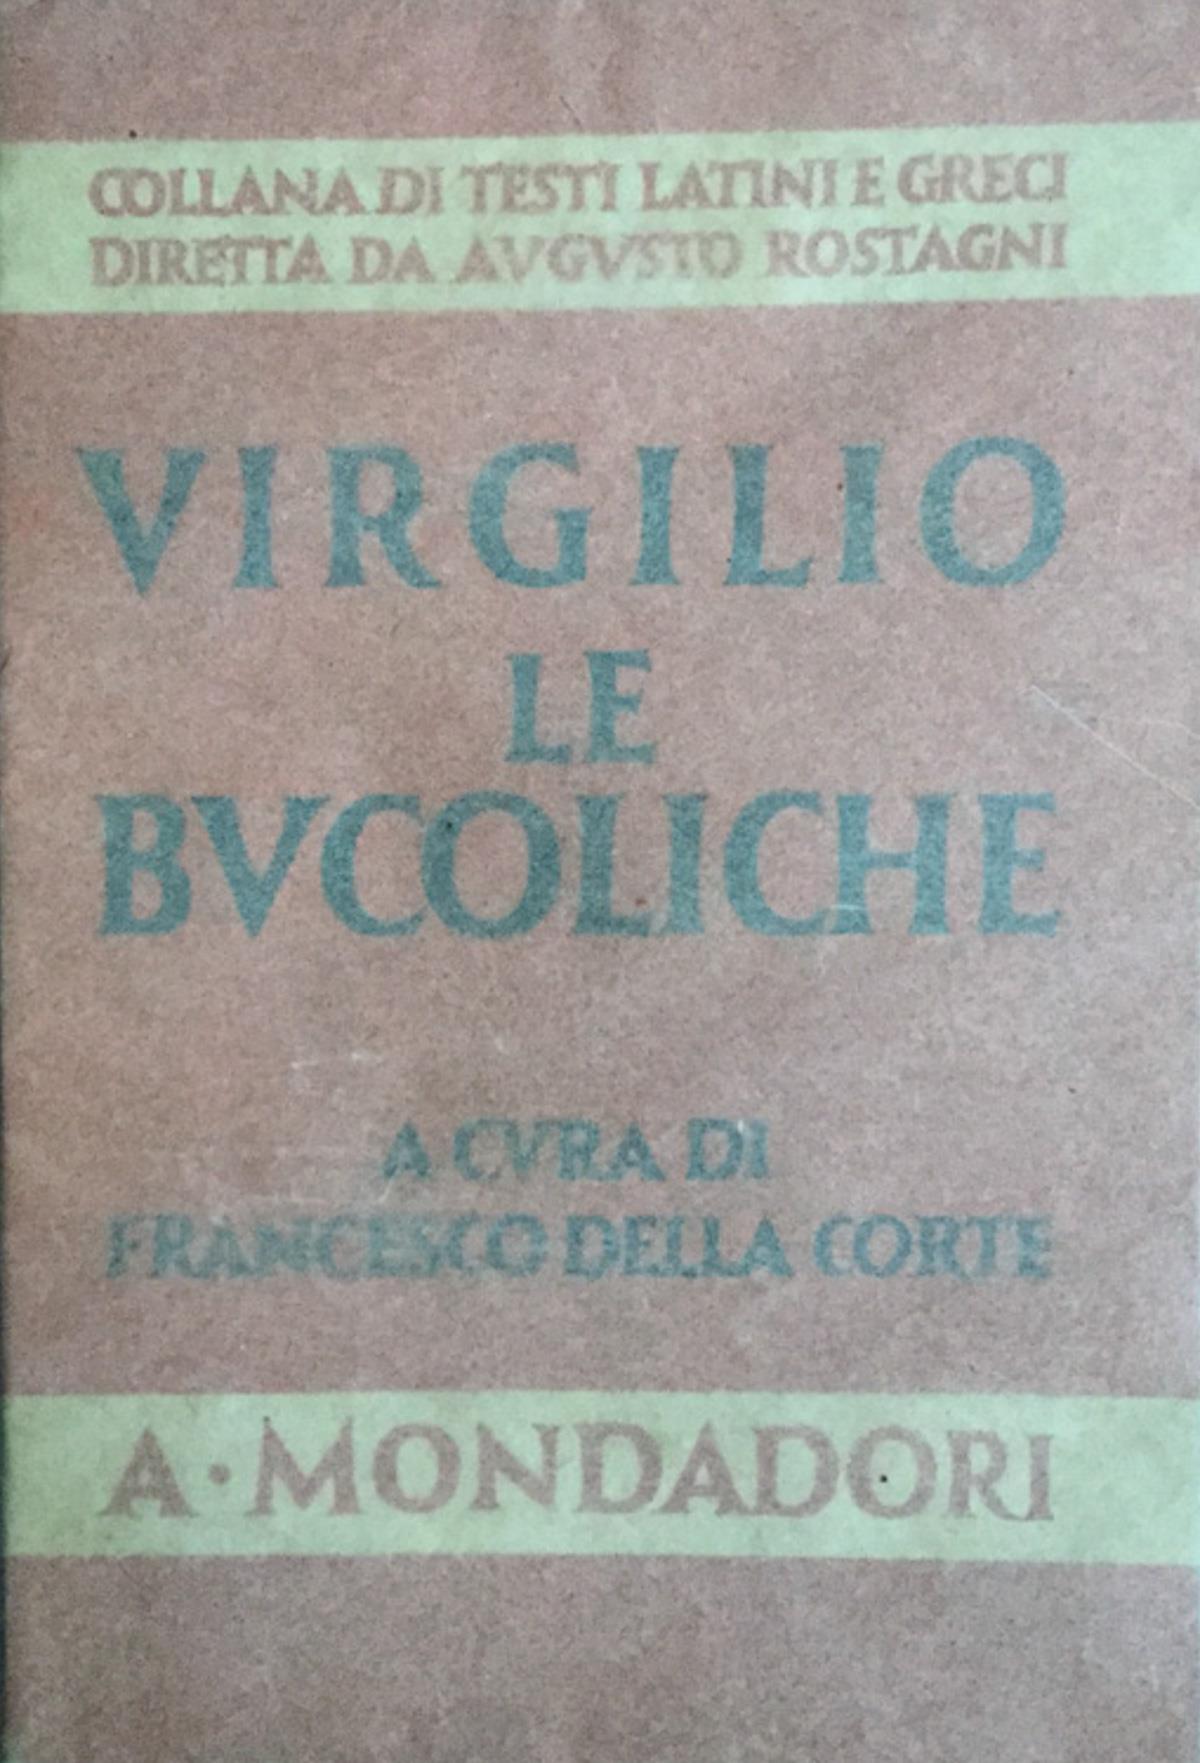 COLLANA DI TESTI LATINI E GRECI
DIRETTA DA AVGVSTO ROSTAGNI
VIRGILIO
LE
BVCOLICHE
A CVRA DI
FRANCESCO DELLA CORTE
A • MONDADORI